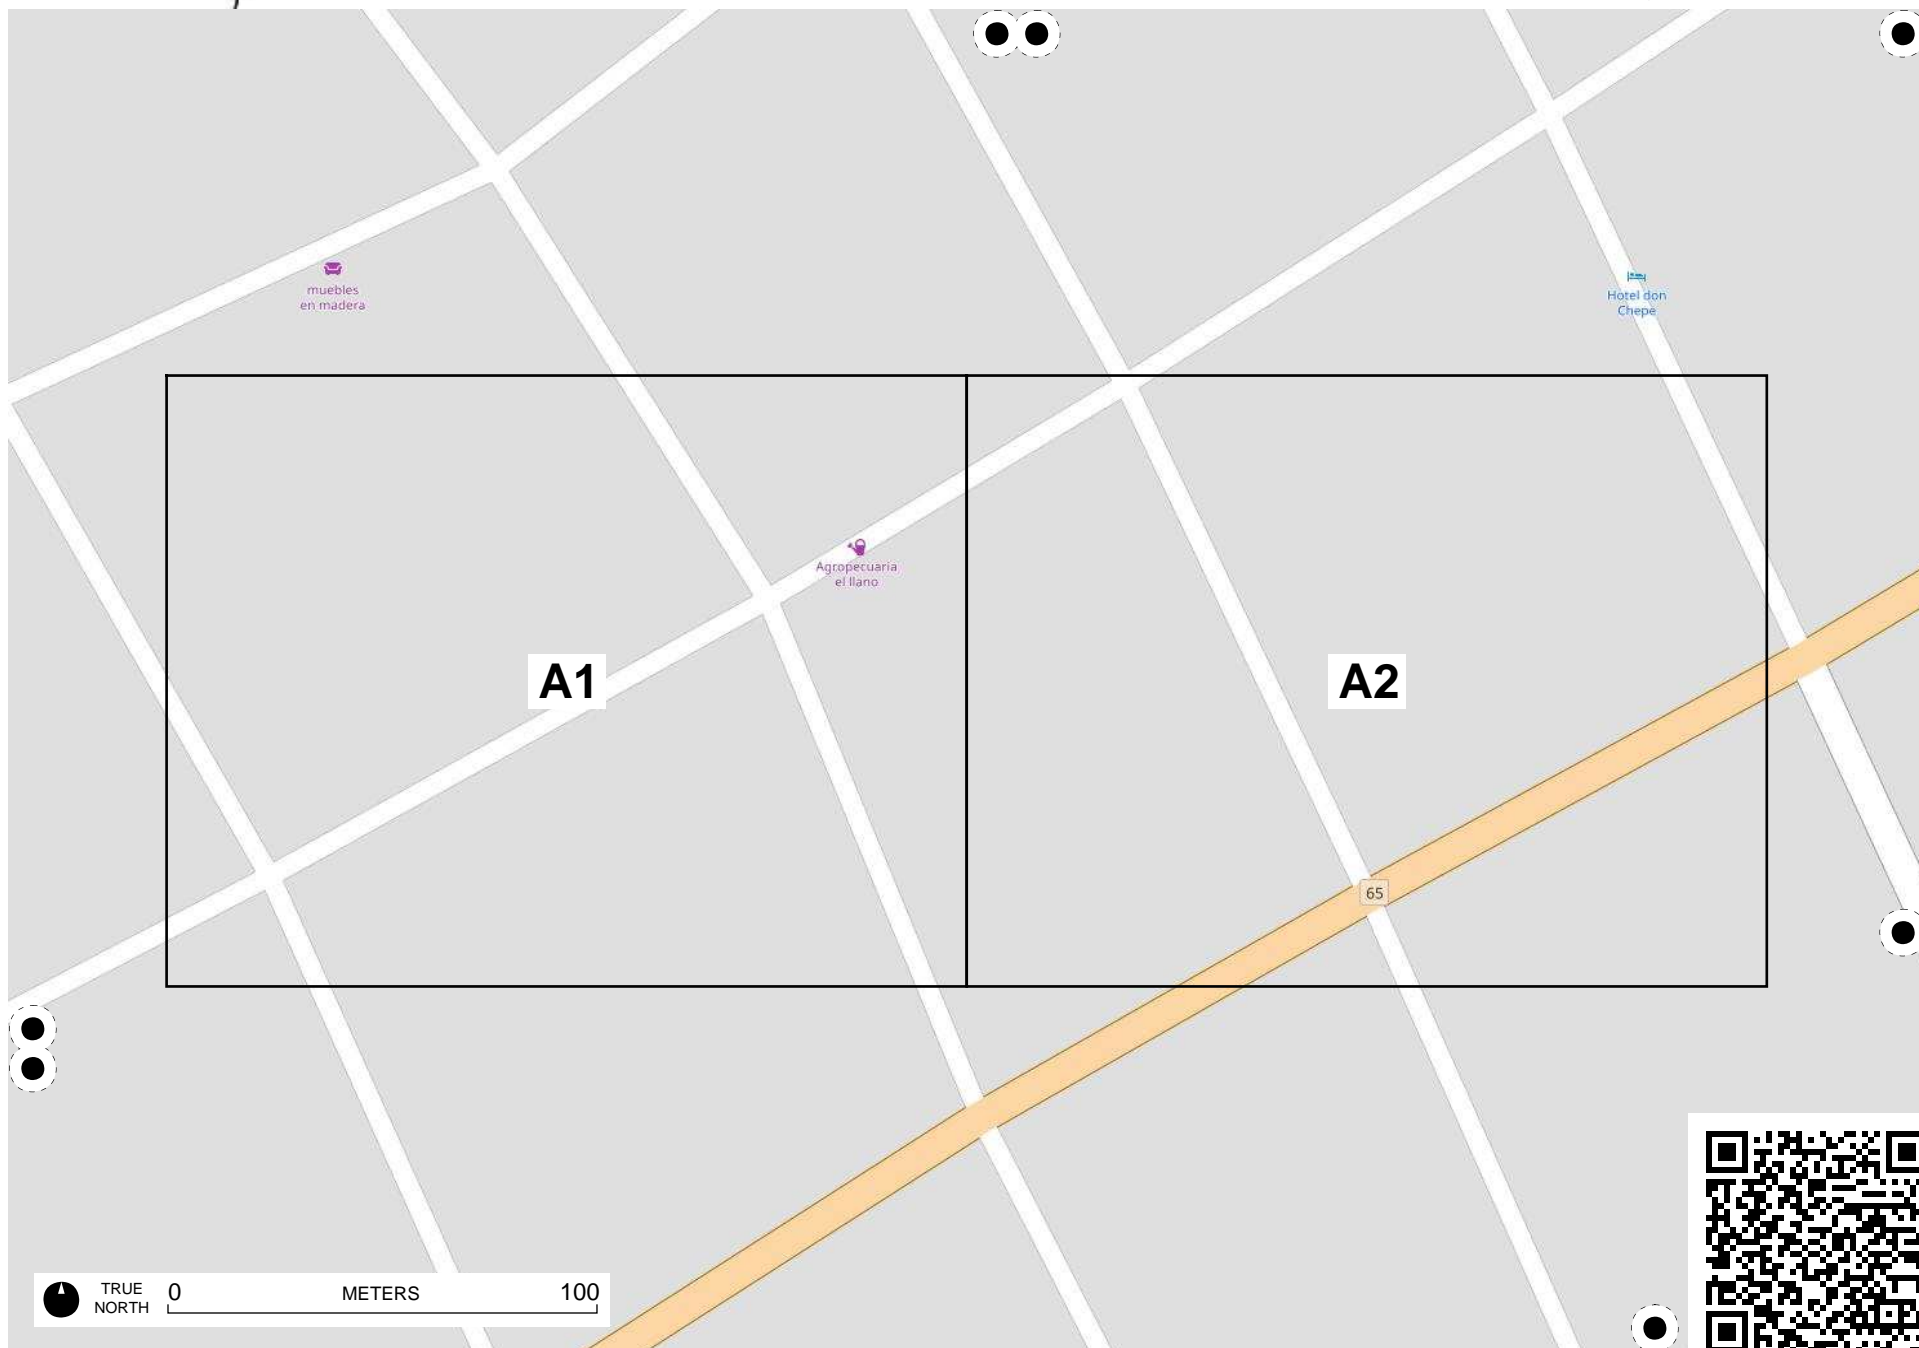 muebles
en madera
Hotel don
Chepe
Agropecuaria
el llano
A1
A2
65
TRUE
NORTH
0 METERS 100